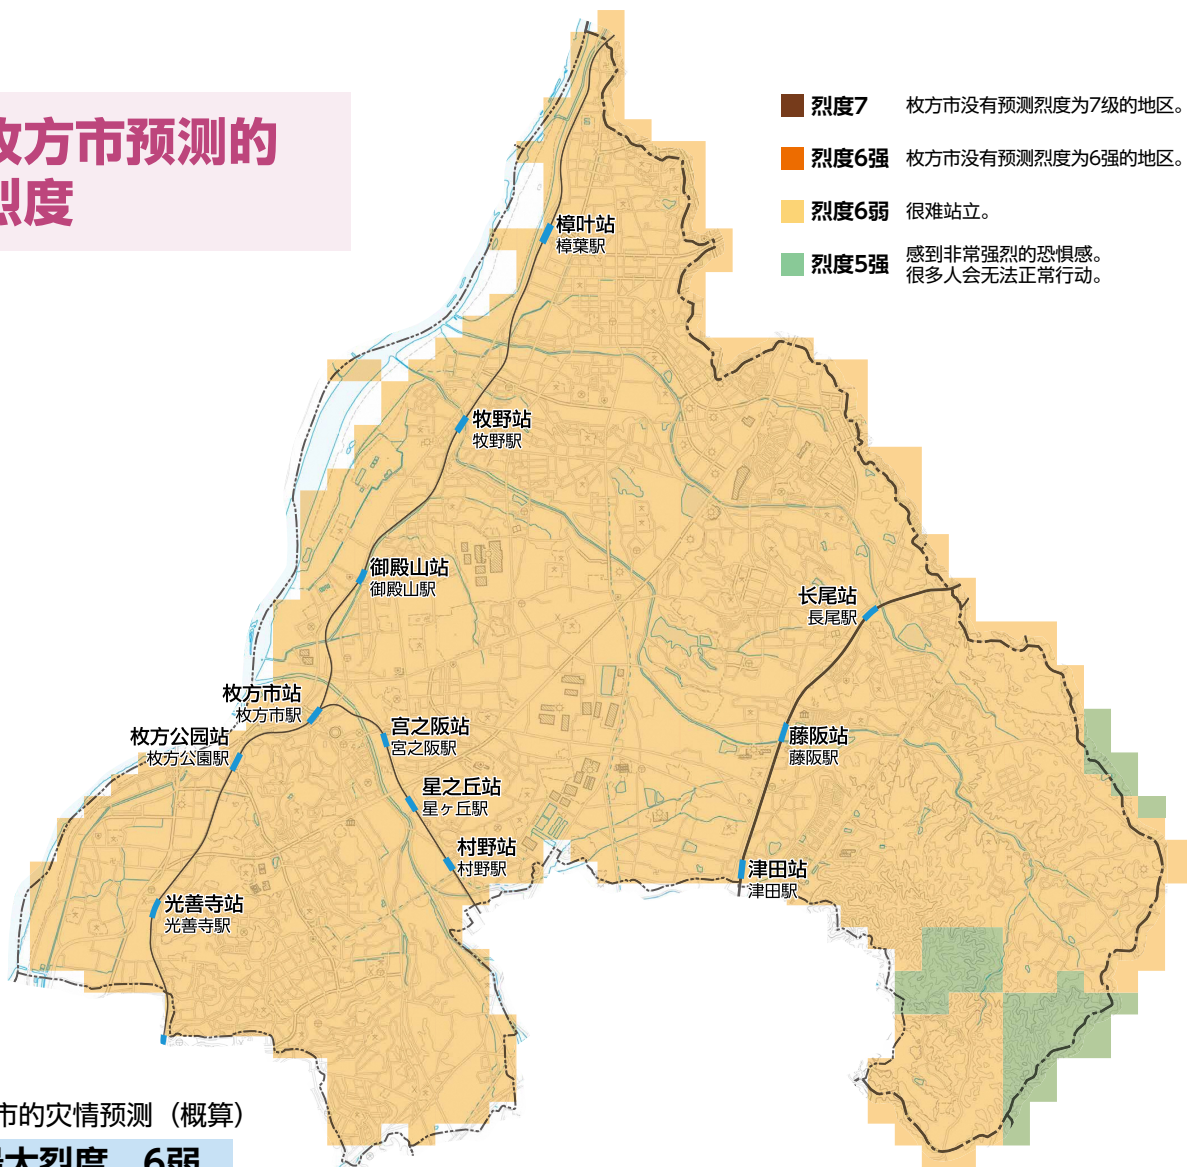 枚方市预测的
烈度
烈度7 枚方市没有预测烈度为7级的地区。
烈度6强 枚方市没有预测烈度为6强的地区。
烈度6弱 很难站立。
烈度5强 感到非常强烈的恐惧感。
很多人会无法正常行动。
樟叶站
樟葉駅
牧野站
牧野駅
御殿山站
御殿山駅
长尾站
長尾駅
枚方市站
枚方市駅
宫之阪站
宮之阪駅
枚方公园站
枚方公園駅
藤阪站
藤阪駅
星之丘站
星ヶ丘駅
村野站
村野駅
津田站
津田駅
光善寺站
光善寺駅
市的灾情预测（概算）
最大烈度 6弱